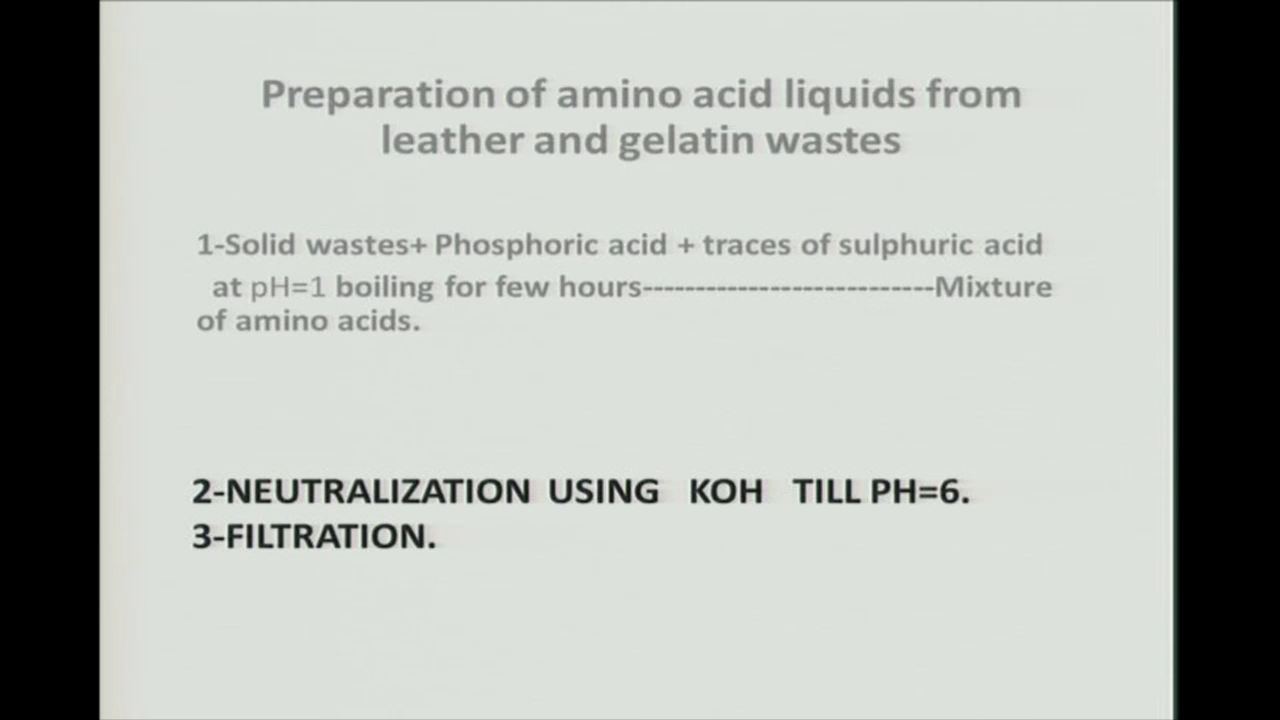 Preparation of amino acid liquids from
leather and gelatin wastes
1-Solid wastes+ Phosphoric acid + traces of sulphuric acid
at pH=1 boiling for few hours---------------------------Mixture
of amino acids.
2-NEUTRALIZATION USING KOH TILL PH=6.
3-FILTRATION.